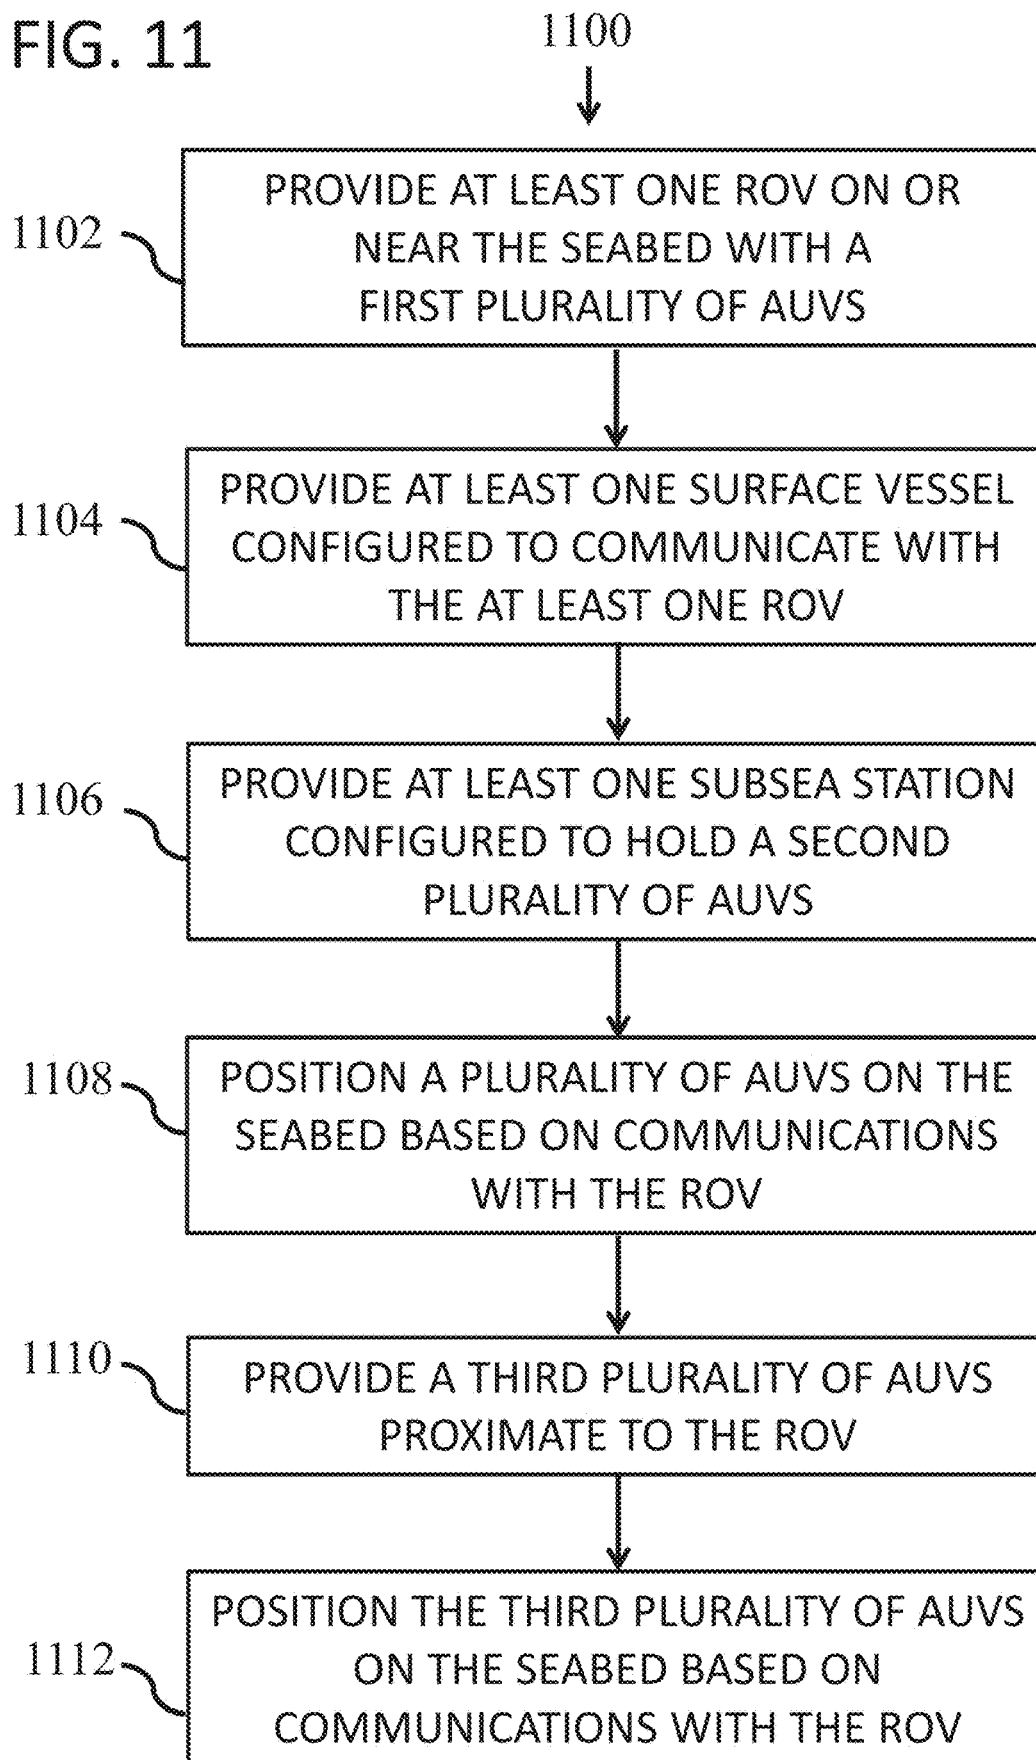 FIG. 11
1100
1102
PROVIDE AT LEAST ONE ROV ON OR
NEAR THE SEABED WITH A
FIRST PLURALITY OF AUVS
1104
PROVIDE AT LEAST ONE SURFACE VESSEL
CONFIGURED TO COMMUNICATE WITH
THE AT LEAST ONE ROV
1106
PROVIDE AT LEAST ONE SUBSEA STATION
CONFIGURED TO HOLD A SECOND
PLURALITY OF AUVS
1108
POSITION A PLURALITY OF AUVS ON THE
SEABED BASED ON COMMUNICATIONS
WITH THE ROV
1110
PROVIDE A THIRD PLURALITY OF AUVS
PROXIMATE TO THE ROV
1112
POSITION THE THIRD PLURALITY OF AUVS
ON THE SEABED BASED ON
COMMUNICATIONS WITH THE ROV